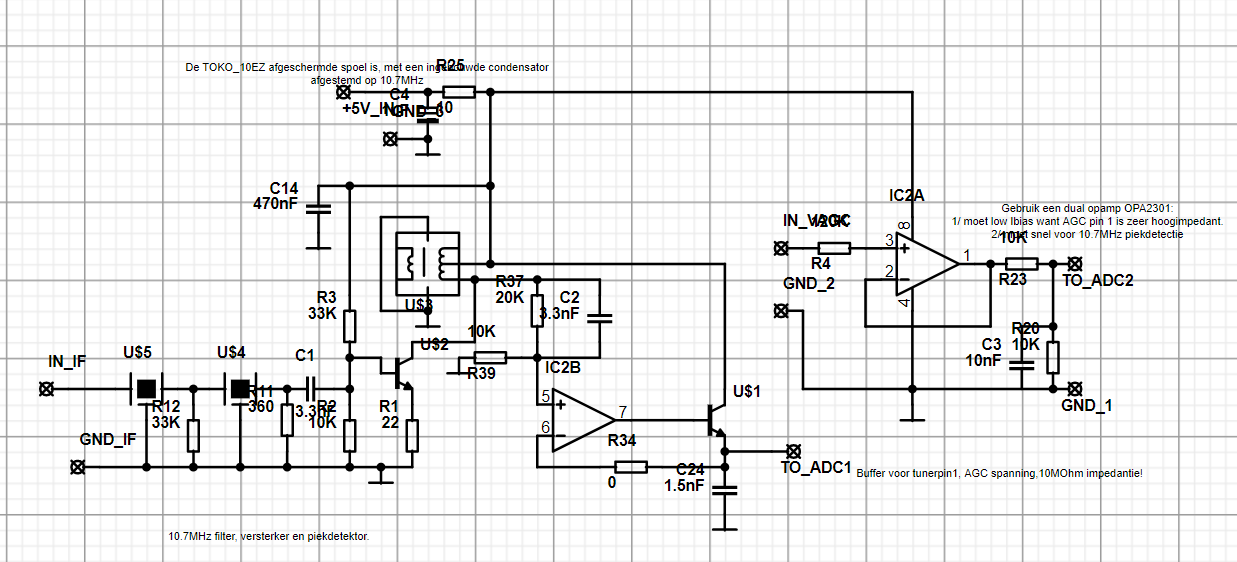 De TOKO_10EZ afgeschermde spoel is, met een ingebouwde condensator
afgestemd op 10.7MHz
R25
C4
+5V_IN
GND_3
10
C14
470nF
IC2A
Gebruik een dual opamp OPA2301:
1/ moet low Ibias want AGC pin 1 is zeer hoogimpedant.
2/ moet snel voor 10.7MHz piekdetectie
IN_VAGC
120K
8
3
10K
1
R4
2
R23
TO_ADC2
GND_2
4
R37
20K
C2
3.3nF
R3
33K
U$3
10K
R20
10K
C3
10nF
U$5
U$4
C1
U$2
R39
IC2B
IN_IF
R12
33K
R11
360
3.3nF
R2
10K
R1
22
5
6
7
U$1
GND_1
GND_IF
R34
0
C24
1.5nF
TO_ADC1
Buffer voor tunerpin1, AGC spanning,10MOhm impedantie!
10.7MHz filter, versterker en piekdetektor.